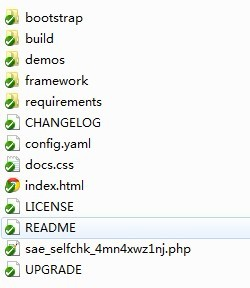 bootstrap
build
demos
framework
requirements
CHANGELOG
config.yaml
docs.css
index.html
LICENSE
README
sae_selfchk_4mn4xwz1nj.php
UPGRADE